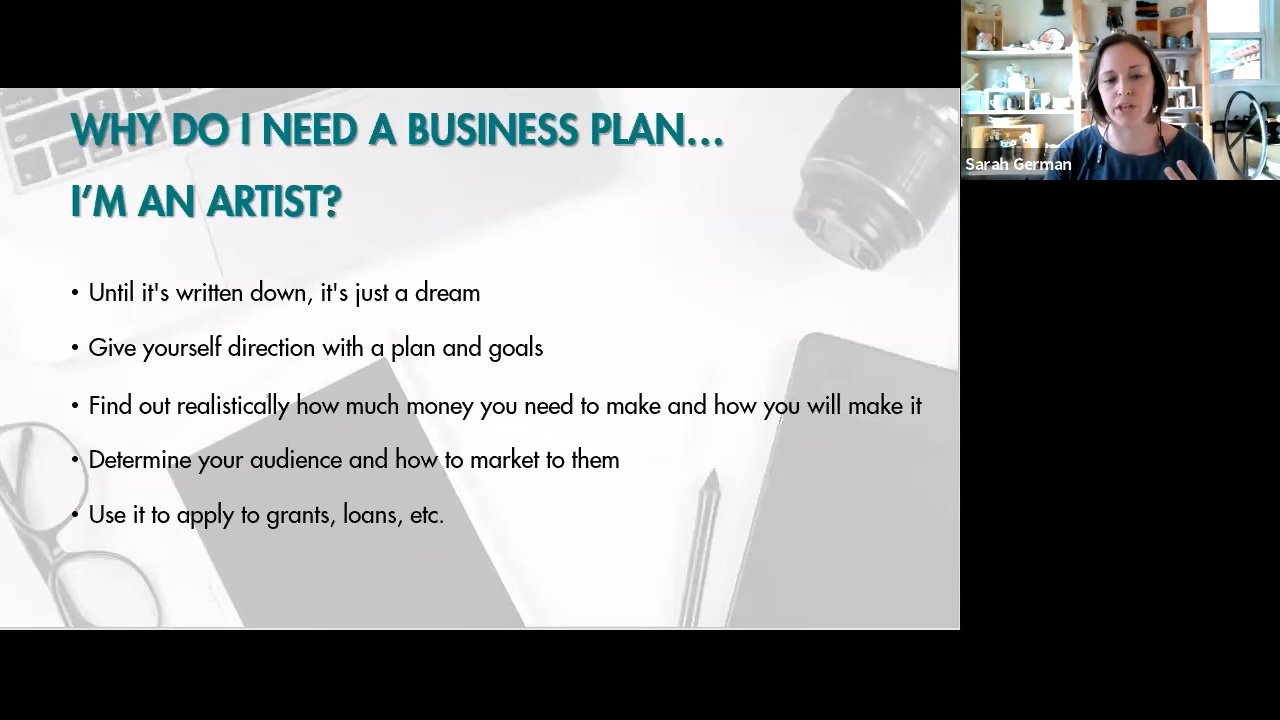 WHY DO I NEED A BUSINESS PLAN...
I'M AN ARTIST?
• Until it's written down, it's just a dream
• Give yourself direction with a plan and goals
• Find out realistically how much money you need to make and how you will make it
• Determine your audience and how to market to them
• Use it to apply to grants, loans, etc.
Sarah German